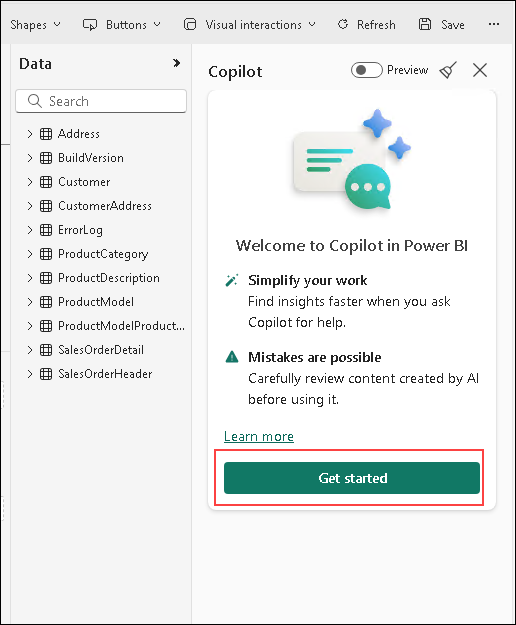 Shapes Buttons Visual interactions Refresh Save ...
Data
Search
Address
BuildVersion
Customer
CustomerAddress
ErrorLog
ProductCategory
ProductDescription
ProductModel
ProductModelProduct...
SalesOrderDetail
SalesOrderHeader
Copilot Preview
Welcome to Copilot in Power BI
Simplify your work
Find insights faster when you ask
Copilot for help.
Mistakes are possible
Carefully review content created by AI
before using it.
Learn more
Get started